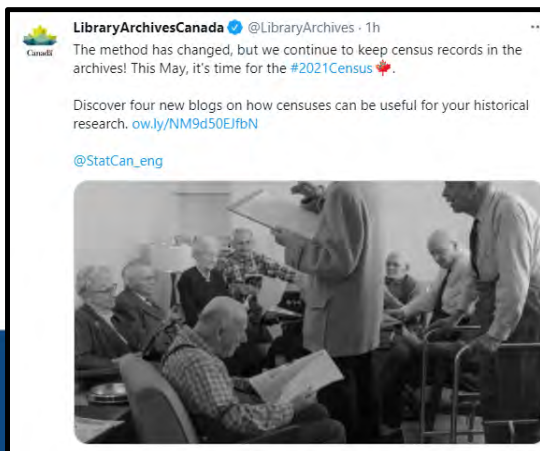 LibraryArchivesCanada @LibraryArchives · 1h
Canada
The method has changed, but we continue to keep census records in the
archives! This May, it's time for the #2021Census 🍁.
Discover four new blogs on how censuses can be useful for your historical
research. ow.ly/NM9d50EJfbN
@StatCan_eng